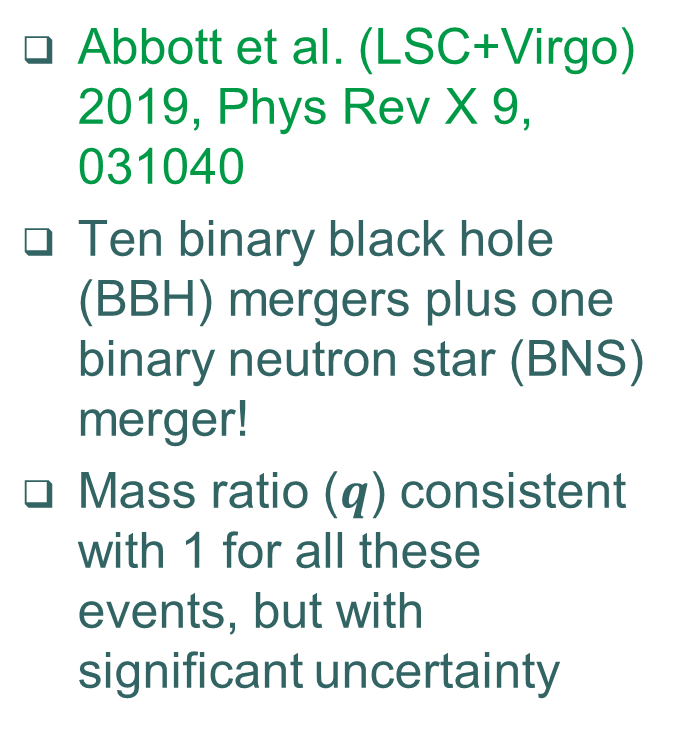 ❑ Abbott et al. (LSC+Virgo)
2019, Phys Rev X 9,
031040
❑ Ten binary black hole
(BBH) mergers plus one
binary neutron star (BNS)
merger!
❑ Mass ratio (q) consistent
with 1 for all these
events, but with
significant uncertainty